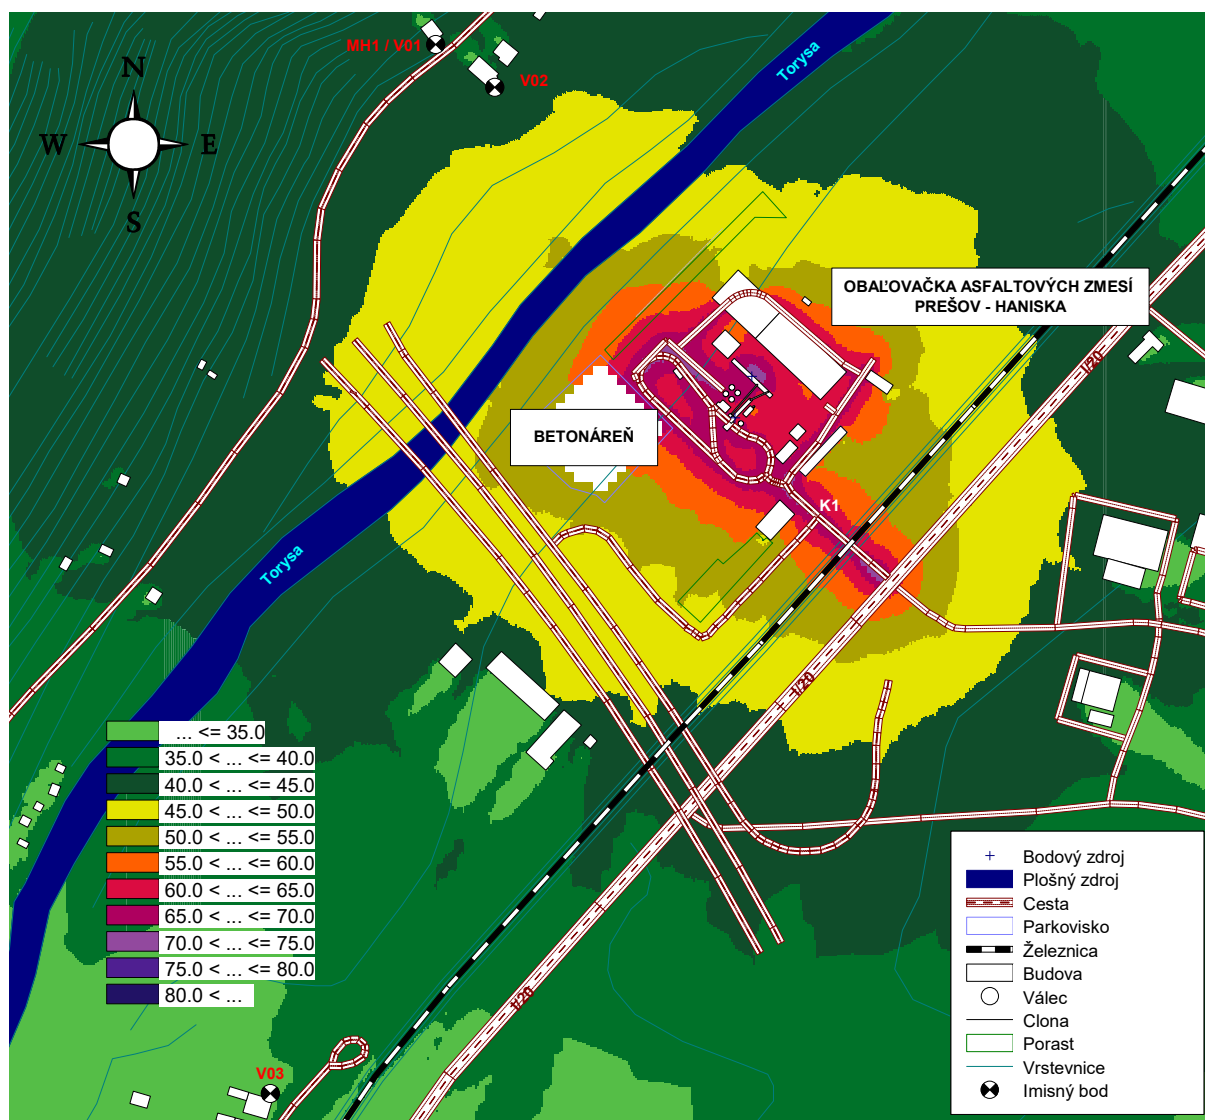 MH1 / V01
V02
Torysa
N
W
E
S
OBAĽOVAČKA ASFALTOVÝCH ZMESÍ
PREŠOV - HANISKA
I/20
BETONÁREŇ
K1
Torysa
I/20
... <= 35.0
35.0 < ... <= 40.0
40.0 < ... <= 45.0
45.0 < ... <= 50.0
50.0 < ... <= 55.0
55.0 < ... <= 60.0
60.0 < ... <= 65.0
65.0 < ... <= 70.0
70.0 < ... <= 75.0
75.0 < ... <= 80.0
80.0 < ...
I/20
V03
Bodový zdroj
Plošný zdroj
Cesta
Parkovisko
Železnica
Budova
Válec
Clona
Porast
Vrstevnice
Imisný bod